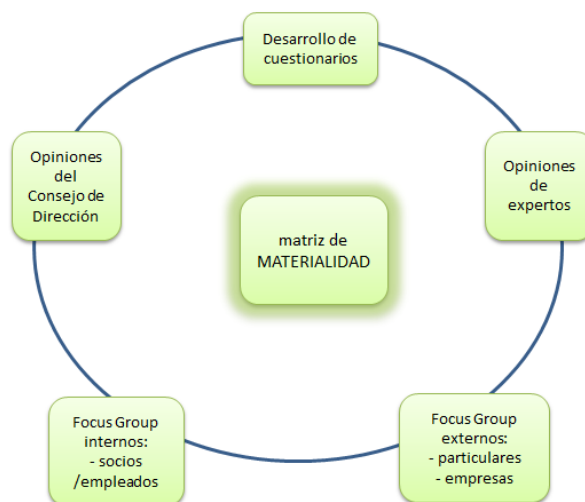 Desarrollo de
cuestionarios
Opiniones
del
Consejo de
Dirección
Opiniones
de
expertos
matriz de
MATERIALIDAD
Focus Group
internos:
- socios
/empleados
Focus Group
externos:
- particulares
- empresas